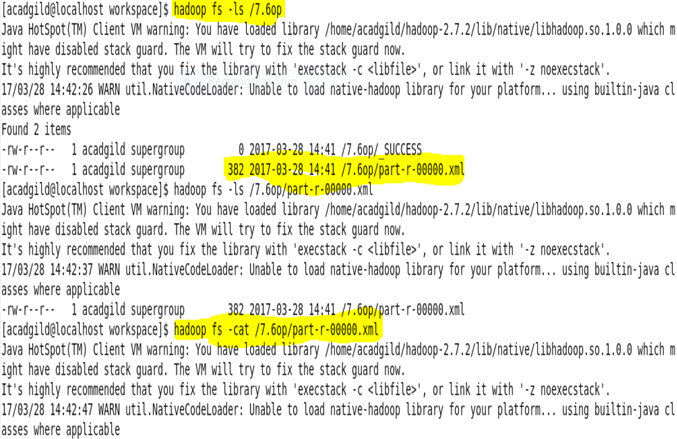 [acadgild@localhost workspace]$ hadoop fs -ls /7.6op
Java HotSpot(TM) Client VM warning: You have loaded library /home/acadgild/hadoop-2.7.2/lib/native/libhadoop.so.1.0.0 which m
ight have disabled stack guard. The VM will try to fix the stack guard now.
It's highly recommended that you fix the library with 'execstack -c <libfile>', or link it with '-z noexecstack'.
17/03/28 14:42:26 WARN util.NativeCodeLoader: Unable to load native-hadoop library for your platform... using builtin-java cl
asses where applicable
Found 2 items
-rw-r--r--   1 acadgild supergroup          0 2017-03-28 14:41 /7.6op/_SUCCESS
-rw-r--r--   1 acadgild supergroup        382 2017-03-28 14:41 /7.6op/part-r-00000.xml
[acadgild@localhost workspace]$ hadoop fs -ls /7.6op/part-r-00000.xml
Java HotSpot(TM) Client VM warning: You have loaded library /home/acadgild/hadoop-2.7.2/lib/native/libhadoop.so.1.0.0 which m
ight have disabled stack guard. The VM will try to fix the stack guard now.
It's highly recommended that you fix the library with 'execstack -c <libfile>', or link it with '-z noexecstack'.
17/03/28 14:42:37 WARN util.NativeCodeLoader: Unable to load native-hadoop library for your platform... using builtin-java cl
asses where applicable
-rw-r--r--   1 acadgild supergroup        382 2017-03-28 14:41 /7.6op/part-r-00000.xml
[acadgild@localhost workspace]$ hadoop fs -cat /7.6op/part-r-00000.xml
Java HotSpot(TM) Client VM warning: You have loaded library /home/acadgild/hadoop-2.7.2/lib/native/libhadoop.so.1.0.0 which m
ight have disabled stack guard. The VM will try to fix the stack guard now.
It's highly recommended that you fix the library with 'execstack -c <libfile>', or link it with '-z noexecstack'.
17/03/28 14:42:47 WARN util.NativeCodeLoader: Unable to load native-hadoop library for your platform... using builtin-java cl
asses where applicable